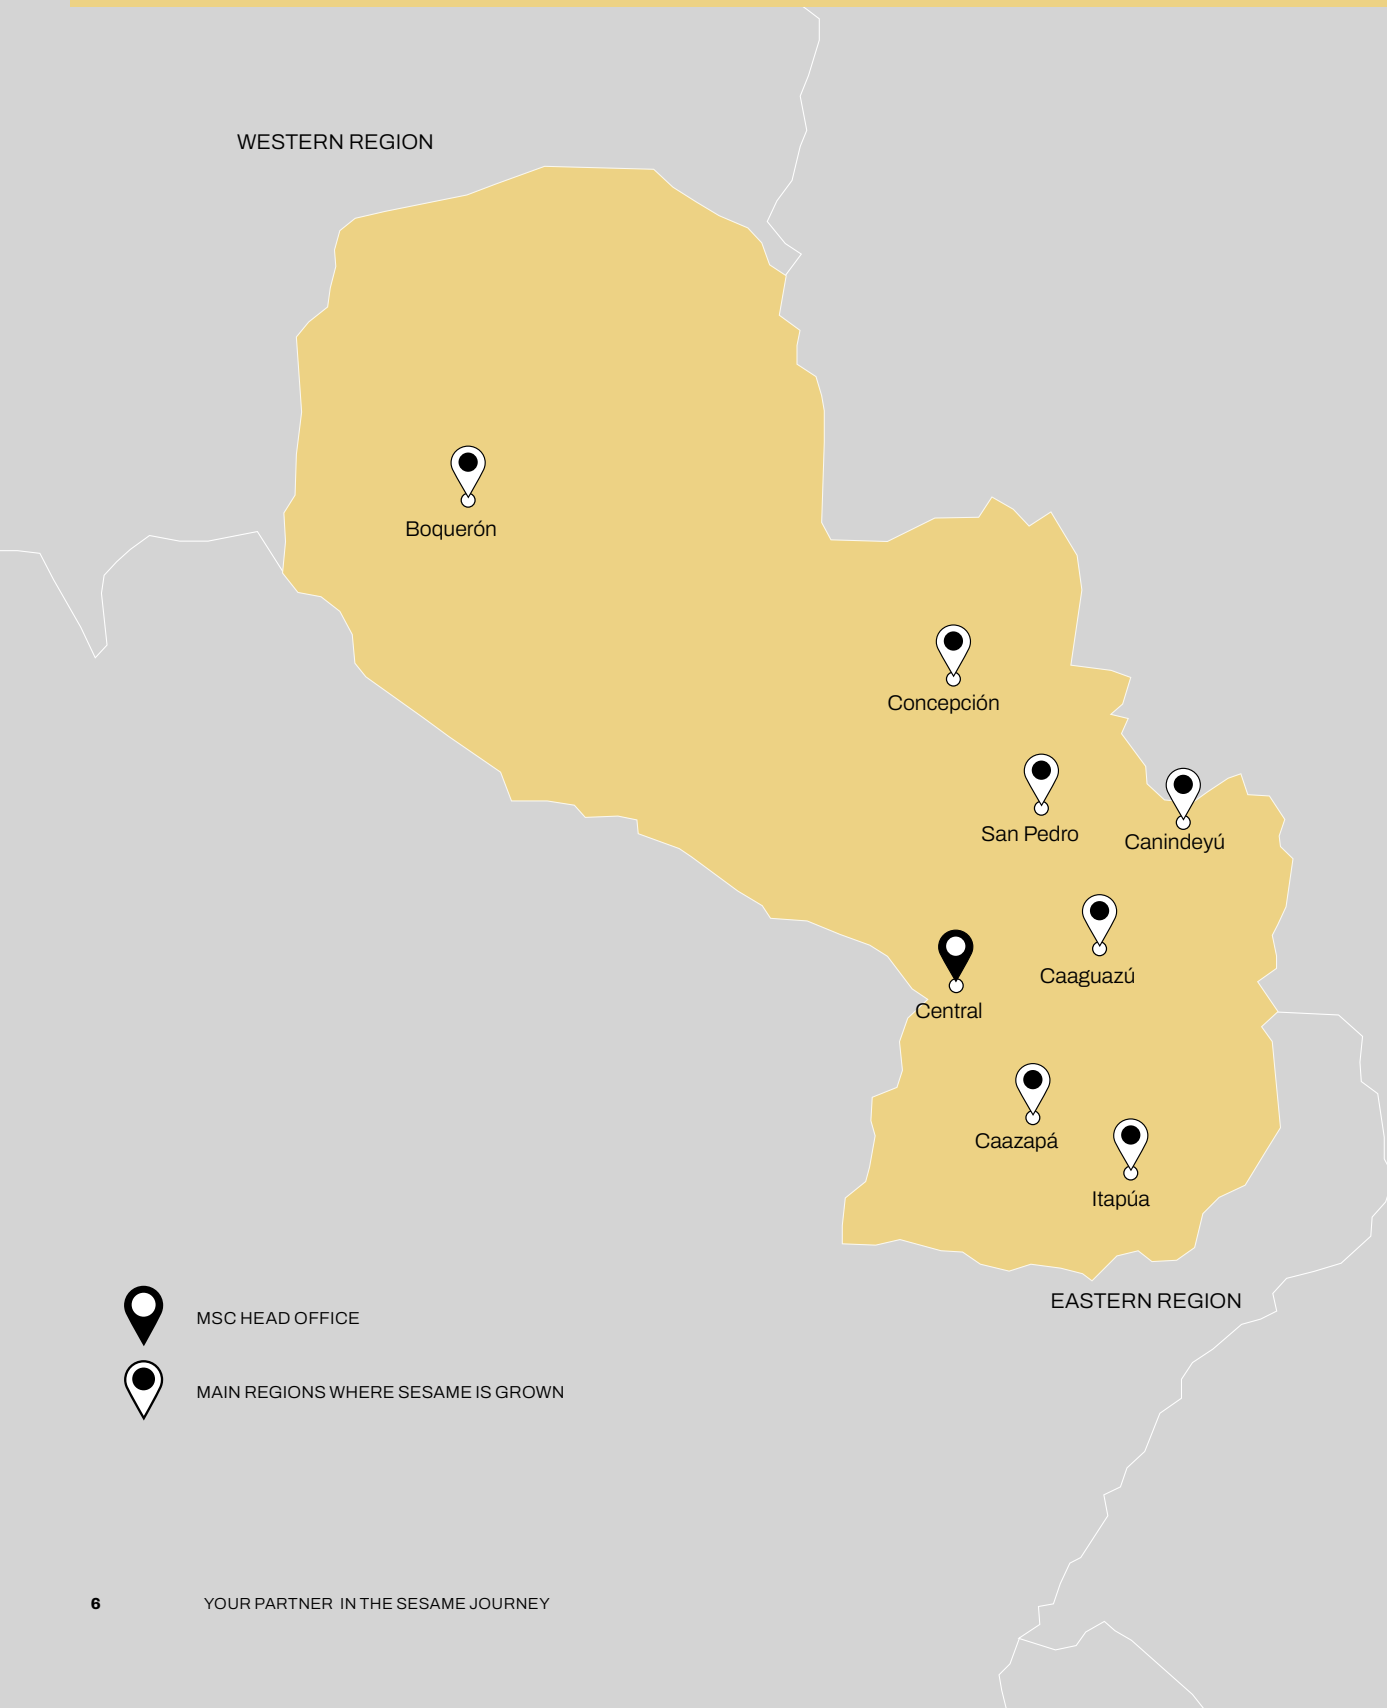 WESTERN REGION
Boquerón
Concepción
San Pedro
Canindeyú
Caaguazú
Central
Caazapá
Itapúa
EASTERN REGION
MSC HEAD OFFICE
MAIN REGIONS WHERE SESAME IS GROWN
6 YOUR PARTNER IN THE SESAME JOURNEY